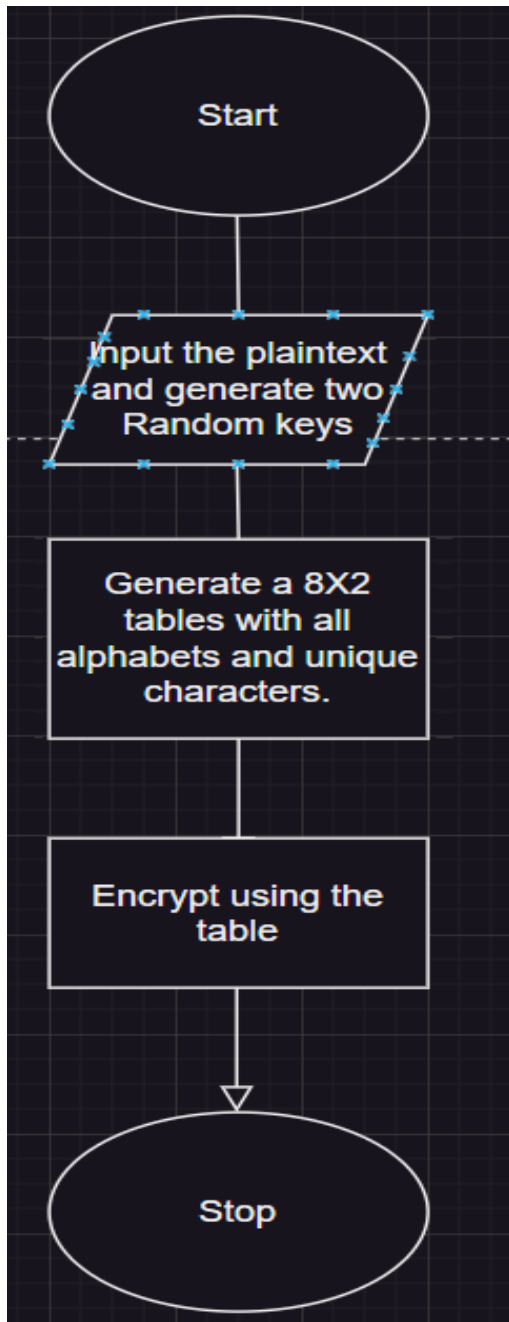 Start
Input the plaintext
and generate two
Random keys
Generate a 8X2
tables with all
alphabets and unique
characters.
Encrypt using the
table
Stop